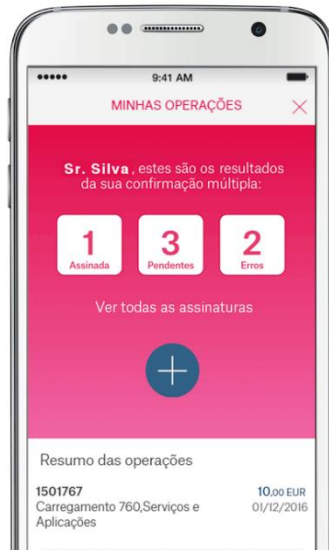 9:41 AM
MINHAS OPERAÇÕES
Sr. Silva, estes são os resultados
da sua confirmação múltipla:
1
Assinada
3
Pendentes
2
Erros
Ver todas as assinaturas
Resumo das operações
1501767
10,00 EUR
Carregamento 760,Serviços e
01/12/2016
Aplicações